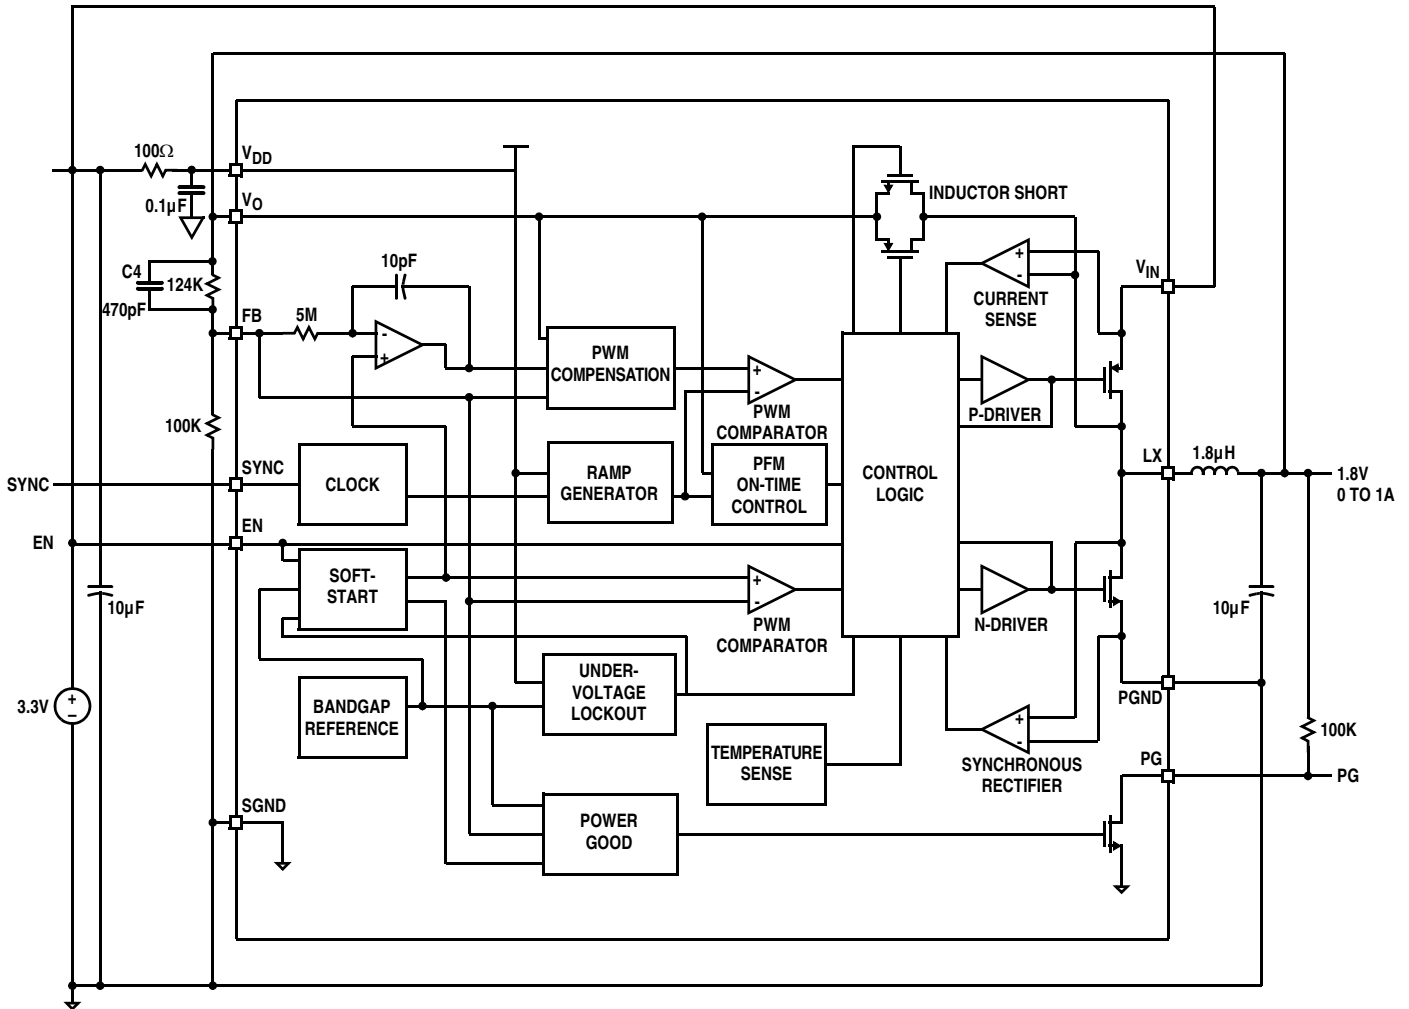 100Ω
VDD
0.1µF
VO
INDUCTOR SHORT
10pF
C4
124K
470pF
VIN
CURRENT
SENSE
FB
5M
-
+
PWM
COMPENSATION
+
-
PWM
COMPARATOR
P-DRIVER
100K
SYNC
SYNC
CLOCK
RAMP
GENERATOR
PFM
ON-TIME
CONTROL
CONTROL
LOGIC
LX
1.8µH
1.8V
0 TO 1A
EN
EN
SOFT-
START
+
-
PWM
COMPARATOR
N-DRIVER
10µF
10µF
UNDER-
VOLTAGE
LOCKOUT
PGND
3.3V
+
–
BANDGAP
REFERENCE
TEMPERATURE
SENSE
+
-
SYNCHRONOUS
RECTIFIER
100K
PG
PG
SGND
POWER
GOOD
+
-